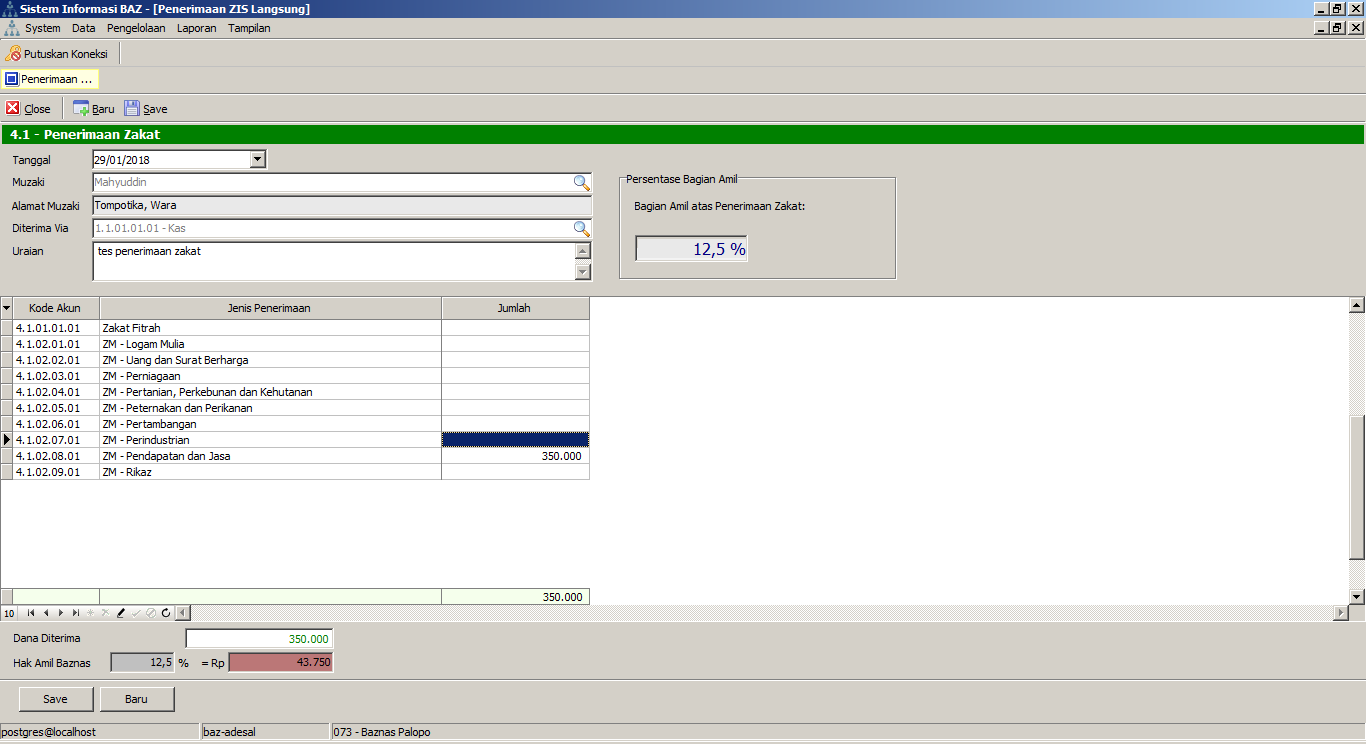 Sistem Informasi BAZ - [Penerimaan ZIS Langsung]
System Data Pengelolaan Laporan Tampilan
Putuskan Koneksi
Penerimaan ...
Close Baru Save
4.1 - Penerimaan Zakat
Tanggal 29/01/2018
Muzaki Mahyuddin
Persentase Bagian Amil
Alamat Muzaki Tompotika, Wara
Bagian Amil atas Penerimaan Zakat:
Diterima Via 1.1.01.01.01 - Kas
Uraian tes penerimaan zakat
12,5 %
Kode Akun Jenis Penerimaan Jumlah
4.1.01.01.01 Zakat Fitrah
4.1.02.01.01 ZM - Logam Mulia
4.1.02.02.01 ZM - Uang dan Surat Berharga
4.1.02.03.01 ZM - Perniagaan
4.1.02.04.01 ZM - Pertanian, Perkebunan dan Kehutanan
4.1.02.05.01 ZM - Peternakan dan Perikanan
4.1.02.06.01 ZM - Pertambangan
4.1.02.07.01 ZM - Perindustrian
4.1.02.08.01 ZM - Pendapatan dan Jasa 350.000
4.1.02.09.01 ZM - Rikaz
350.000
10
Dana Diterima 350.000
Hak Amil Baznas 12,5 % = Rp 43.750
Save Baru
postgres@localhost baz-adesal 073 - Baznas Palopo